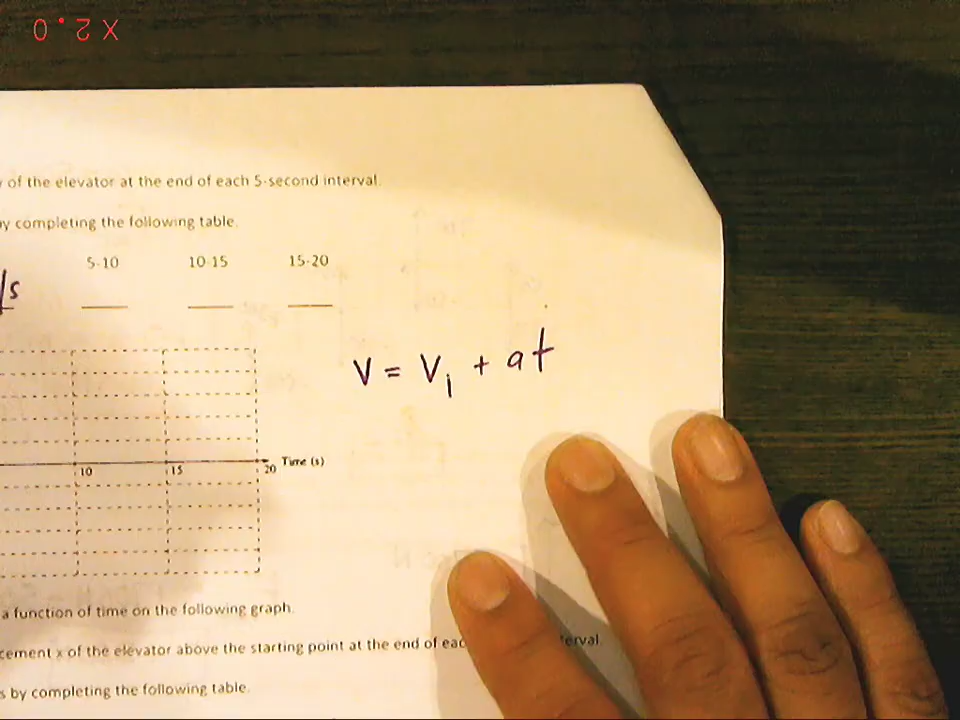 x2.0
of the elevator at the end of each 5-second interval.
by completing the following table.
5-10 10-15 15-20
/s
V = Vi + at
10 15 20 Time (s)
a function of time on the following graph.
cement x of the elevator above the starting point at the end of eac erval.
s by completing the following table.